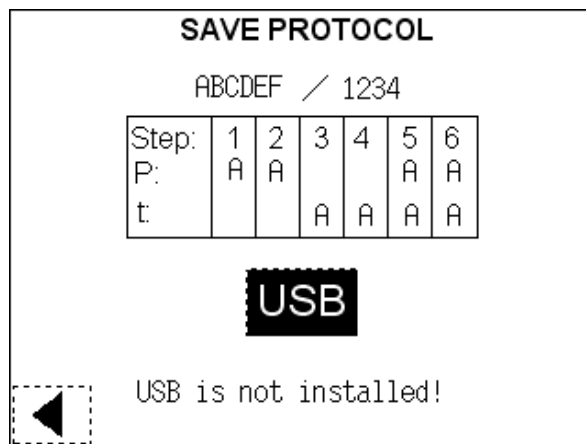 SAVE PROTOCOL
ABCDEF / 1234
Step: 1 2 3 4 5 6
P: A A A A
t: A A A A
USB
USB is not installed!